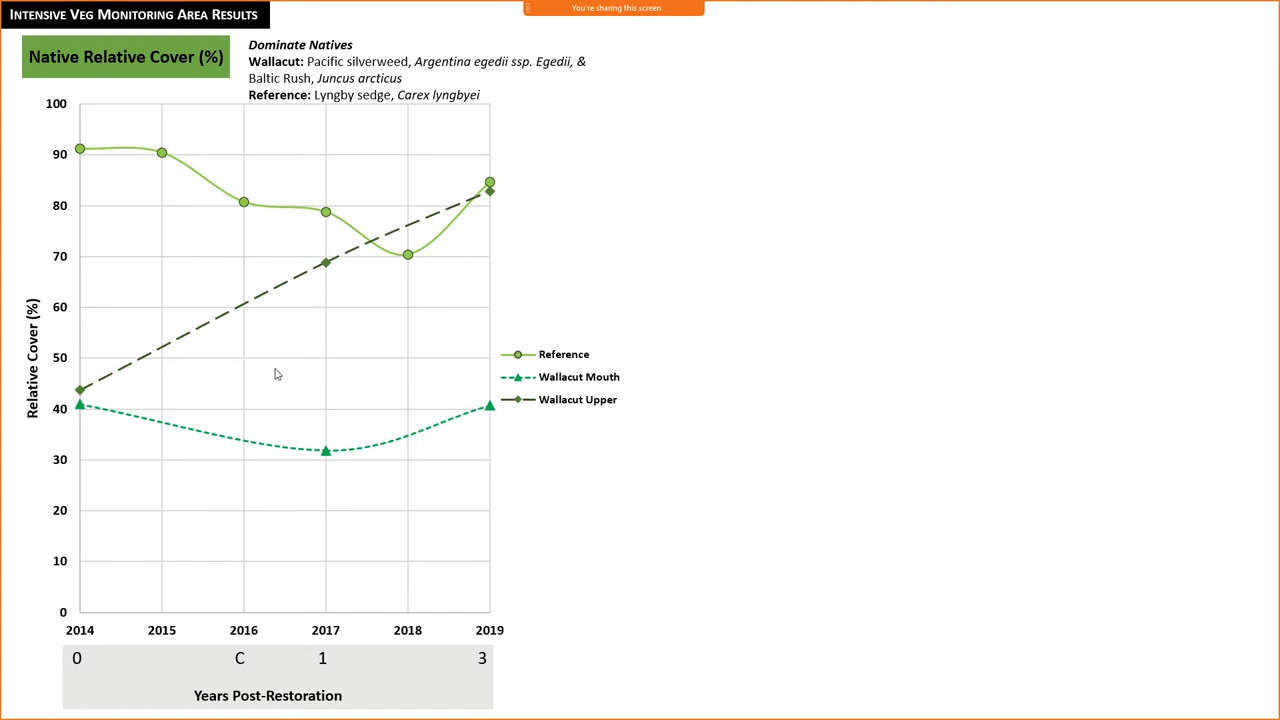 INTENSIVE VEG MONITORING AREA RESULTS
You're sharing this screen
Native Relative Cover (%)
Dominate Natives
Wallacut: Pacific silverweed, Argentina egedii ssp. Egedii, &
Baltic Rush, Juncus arcticus
Reference: Lyngby sedge, Carex lyngbyei
100
90
80
70
60
50
40
30
20
10
0
Relative Cover (%)
Reference
Wallacut Mouth
Wallacut Upper
2014 2015 2016 2017 2018 2019
0 C 1 3
Years Post-Restoration